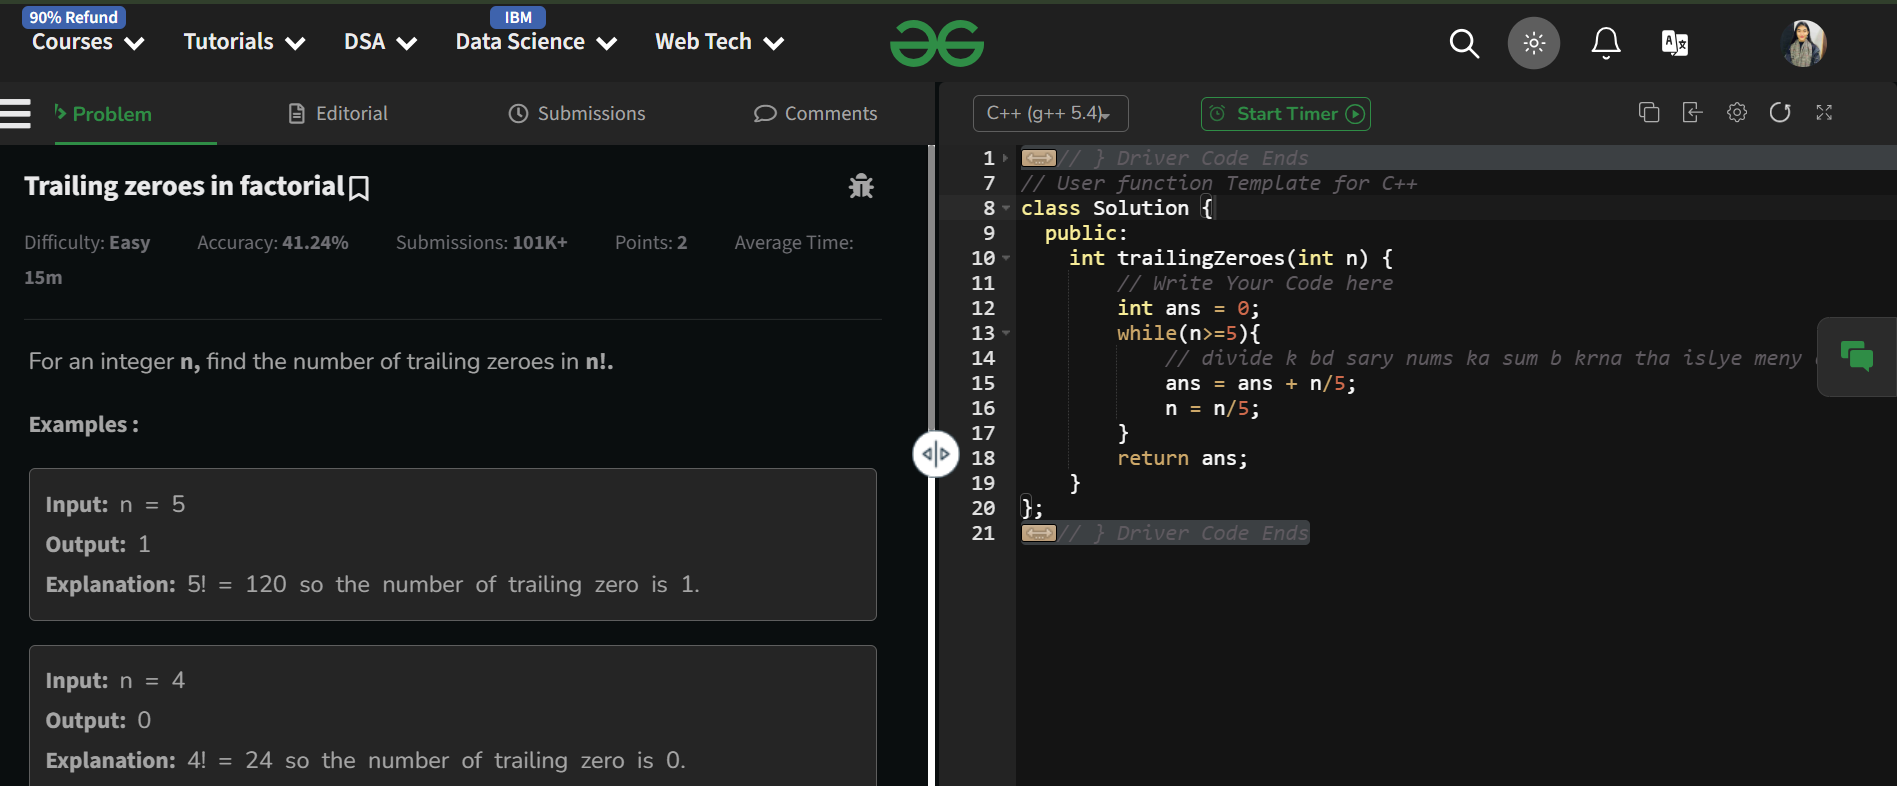 90% Refund
IBM
Courses
Tutorials
DSA
Data Science
Web Tech
Problem
Editorial
Submissions
Comments
C++ (g++ 5.4)
Start Timer
Trailing zeroes in factorial
Difficulty: Easy
Accuracy: 41.24%
Submissions: 101K+
Points: 2
Average Time:
15m
For an integer n, find the number of trailing zeroes in n!.
Examples :
Input: n = 5
Output: 1
Explanation: 5! = 120 so the number of trailing zero is 1.
Input: n = 4
Output: 0
Explanation: 4! = 24 so the number of trailing zero is 0.
1 // } Driver Code Ends
7 // User function Template for C++
8 class Solution {
9 public:
10 int trailingZeroes(int n) {
11 // Write Your Code here
12 int ans = 0;
13 while(n>=5){
14 // divide k bd sary nums ka sum b krna tha islye meny
15 ans = ans + n/5;
16 n = n/5;
17 }
18 return ans;
19 }
20 };
21 // } Driver Code Ends